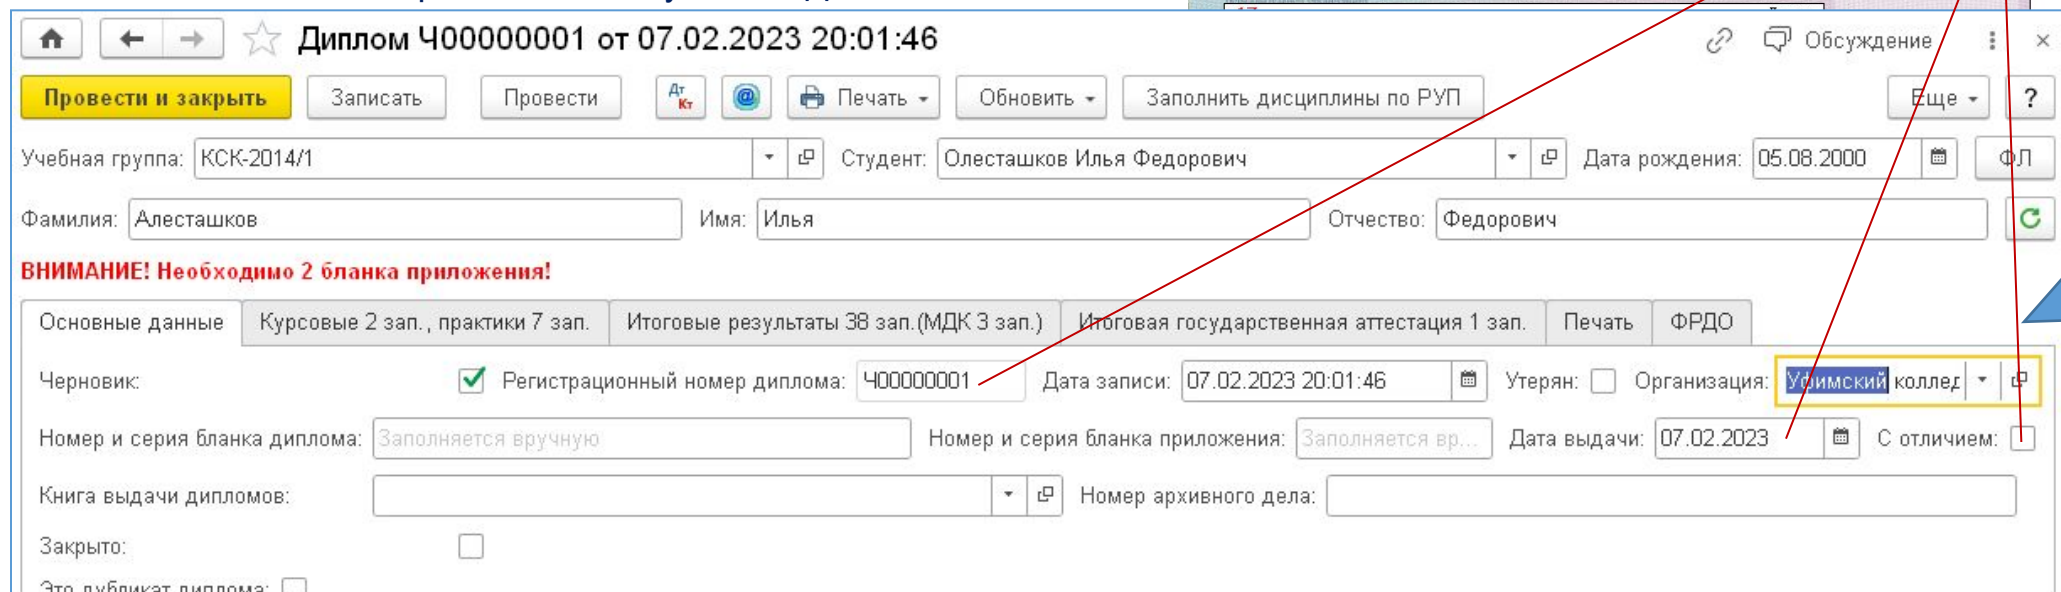 Диплом Ч00000001 от 07.02.2023 20:01:46 Обсуждение
Провести и закрыть Записать Провести Дт Кт Печать Обновить Заполнить дисциплины по РУП Еще ?
Учебная группа: КСК-2014/1 Студент: Олесташков Илья Федорович Дата рождения: 05.08.2000 ФЛ
Фамилия: Алесташков Имя: Илья Отчество: Федорович
ВНИМАНИЕ! Необходимо 2 бланка приложения!
Основные данные Курсовые 2 зап., практики 7 зап. Итоговые результаты 38 зап.(МДК 3 зап.) Итоговая государственная аттестация 1 зап. Печать ФРДО
Черновик: Регистрационный номер диплома: Ч00000001 Дата записи: 07.02.2023 20:01:46 Утерян: Организация: Уфимский коллед
Номер и серия бланка диплома: Заполняется вручную Номер и серия бланка приложения: Заполняется вр... Дата выдачи: 07.02.2023 С отличием:
Книга выдачи дипломов: Номер архивного дела:
Закрыто:
Это дубликат диплома: